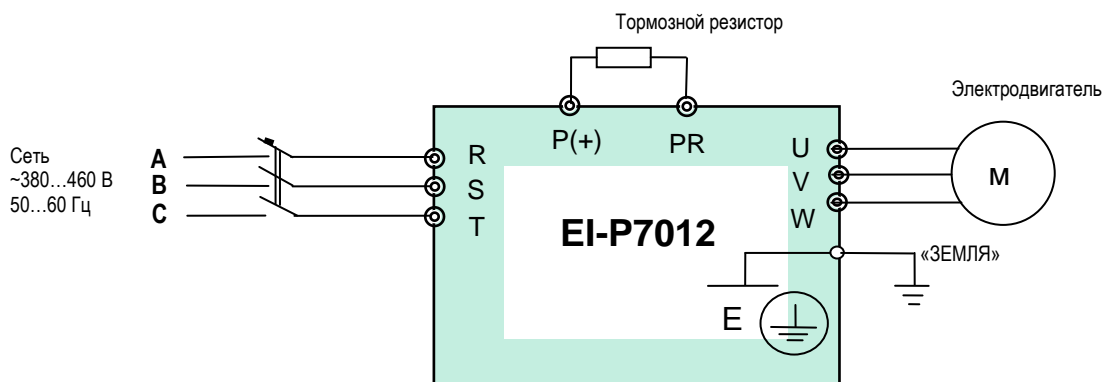 Тормозной резистор
Электродвигатель
P(+) PR
Сеть
~380…460 В
50…60 Гц
A
B
C
R
S
T
U
V
W
M
EI-P7012
«ЗЕМЛЯ»
E